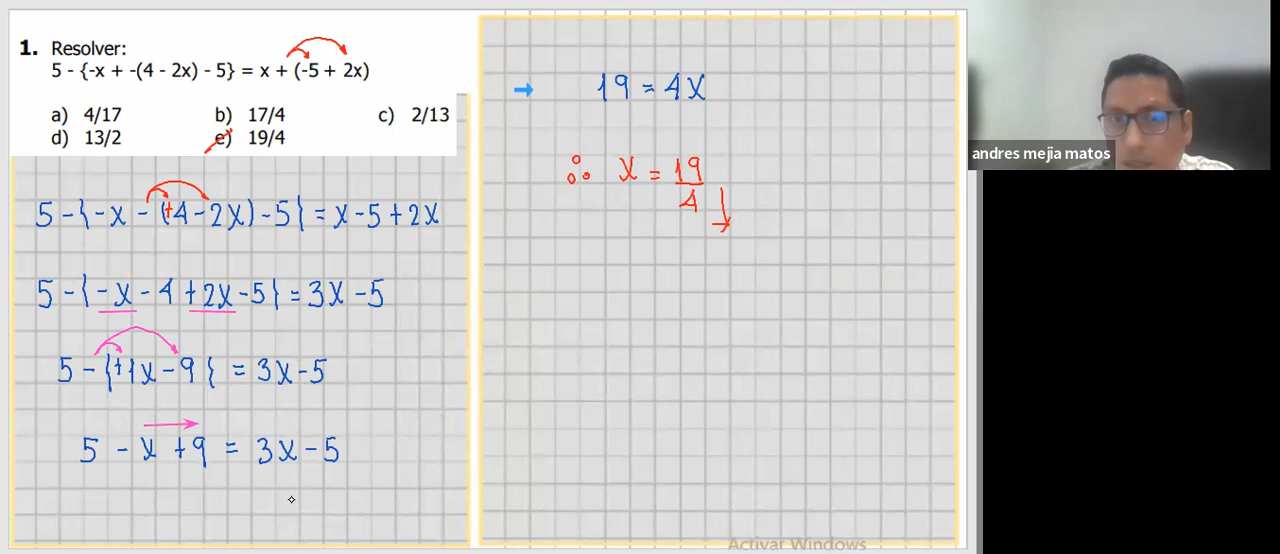 1. Resolver:
5 - {-x + -(4 - 2x) - 5} = x + (-5 + 2x)
a) 4/17 b) 17/4 c) 2/13
d) 13/2 e) 19/4
5 - {-x - (+4 - 2x) - 5} = x - 5 + 2x
5 - {-x - 4 + 2x - 5} = 3x - 5
5 - {+1x - 9} = 3x - 5
5 - x + 9 = 3x - 5
→ 19 = 4x
∴ x = 19/4
andres mejia matos
Activar Windows